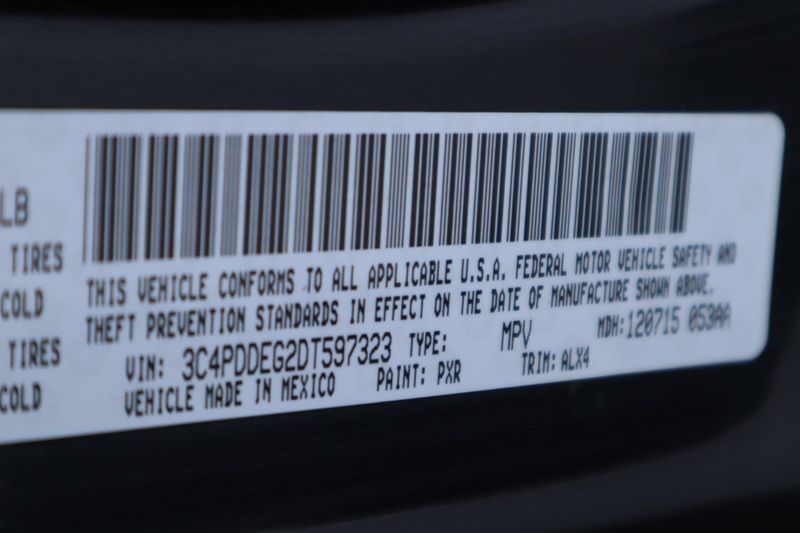 LB
TIRES
COLD
TIRES
COLD
THIS VEHICLE CONFORMS TO ALL APPLICABLE U.S.A. FEDERAL MOTOR VEHICLE SAFETY AND
THEFT PREVENTION STANDARDS IN EFFECT ON THE DATE OF MANUFACTURE SHOWN ABOVE.
VIN: 3C4PDDEG2DT597323 TYPE: MPV MDH: 120715 053AA
VEHICLE MADE IN MEXICO PAINT: PXR TRIM: ALX4